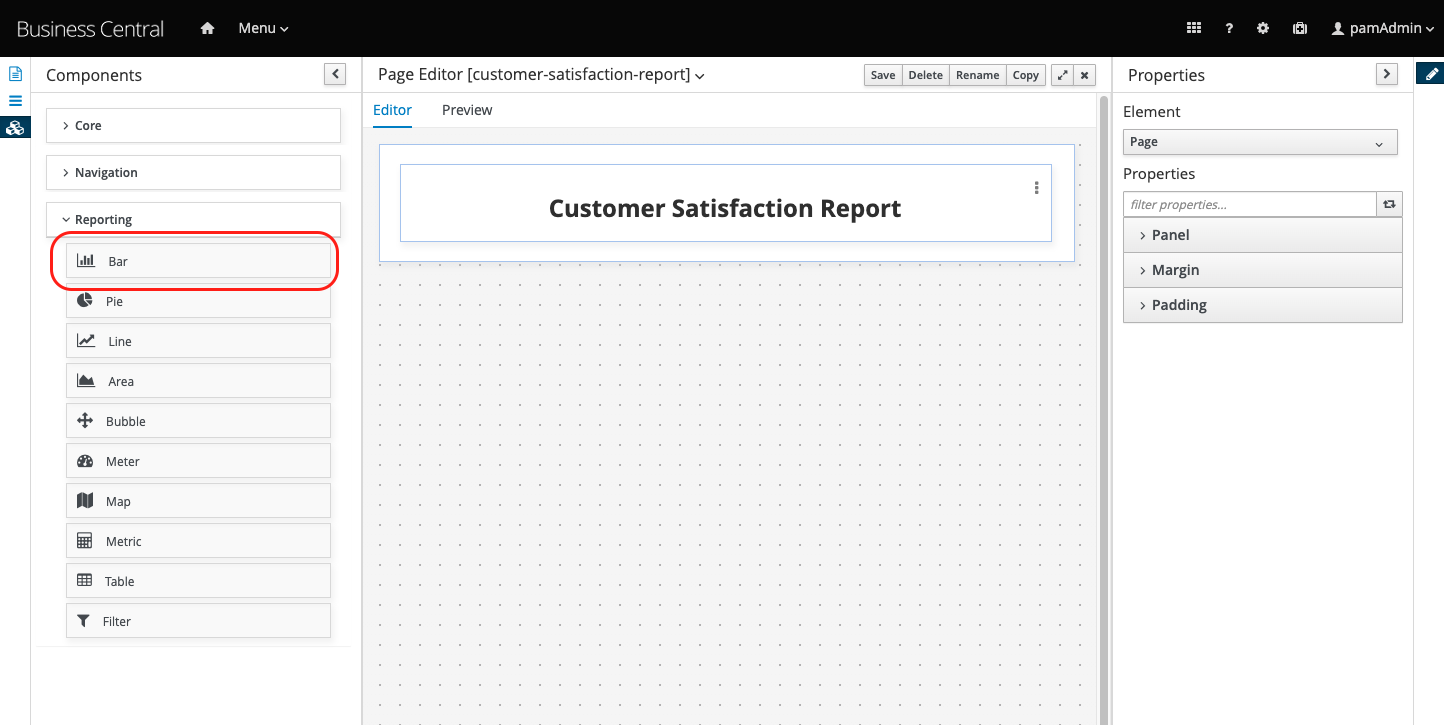 Business Central
Menu
?
pamAdmin
Components
Core
Navigation
Reporting
Bar
Pie
Line
Area
Bubble
Meter
Map
Metric
Table
Filter
Page Editor [customer-satisfaction-report]
Save Delete Rename Copy
Editor Preview
Customer Satisfaction Report
Properties
Element
Page
Properties
filter properties...
Panel
Margin
Padding